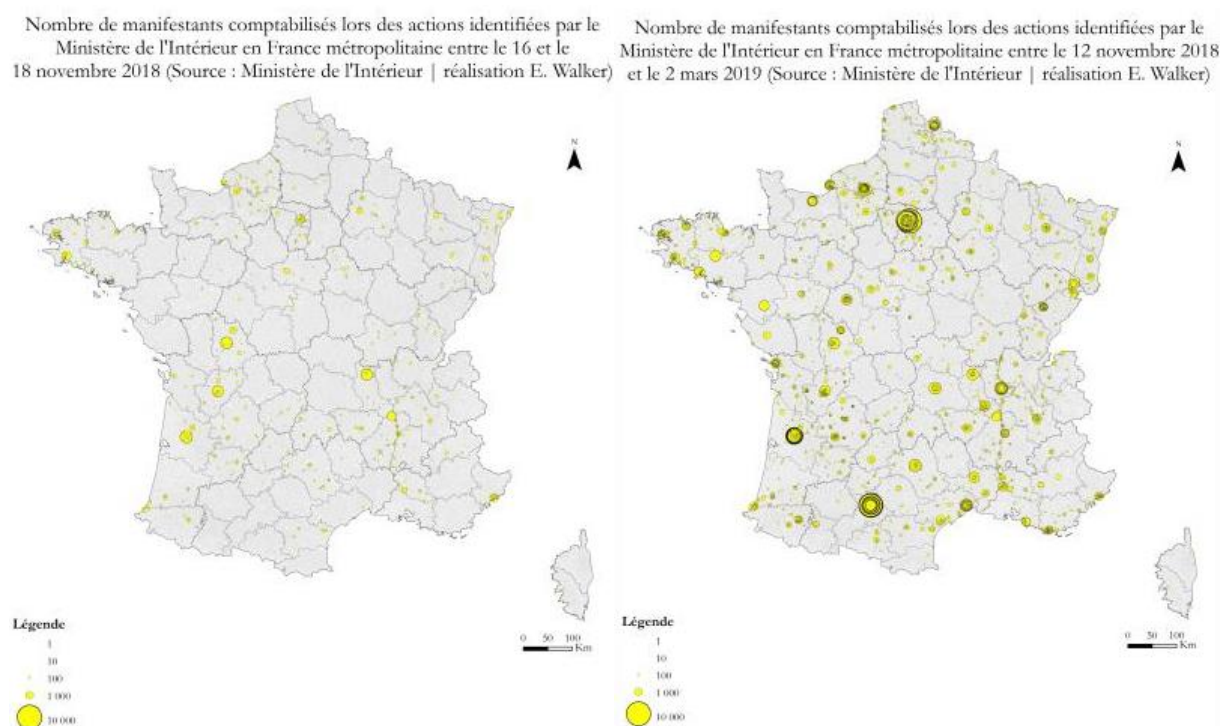 Nombre de manifestants comptabilisés lors des actions identifiées par le
Ministère de l'Intérieur en France métropolitaine entre le 16 et le
18 novembre 2018 (Source : Ministère de l'Intérieur | réalisation E. Walker)
N
Légende
1
10
100
1 000
10 000
0 50 100
Km
Nombre de manifestants comptabilisés lors des actions identifiées par le
Ministère de l'Intérieur en France métropolitaine entre le 12 novembre 2018
et le 2 mars 2019 (Source : Ministère de l'Intérieur | réalisation E. Walker)
N
Légende
1
10
100
1 000
10 000
0 50 100
Km